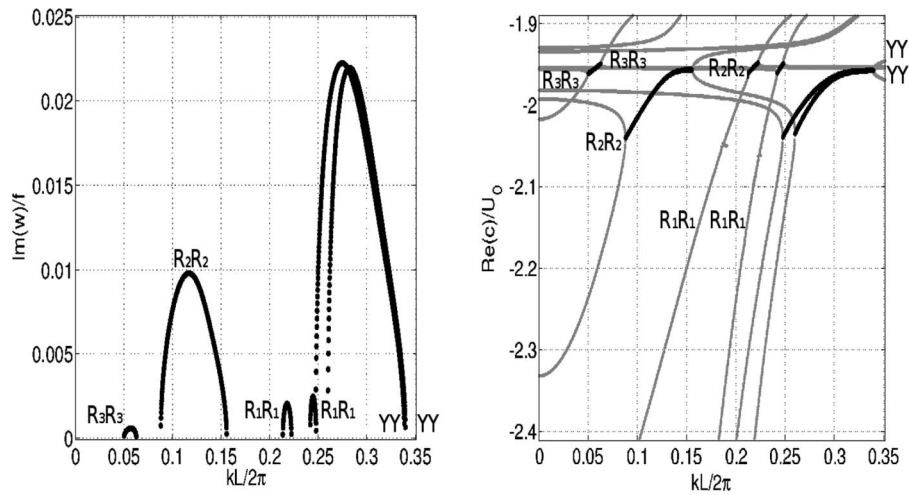 Im(w)/f
0.025
0.02
0.015
0.01
0.005
0
0
0.05
0.1
0.15
0.2
0.25
0.3
0.35
kL/2π
R3R3
R2R2
R1R1
R1R1
YY
YY
Re(c)/Uo
-1.9
-2
-2.1
-2.2
-2.3
-2.4
0
0.05
0.1
0.15
0.2
0.25
0.3
0.35
kL/2π
R3R3
R3R3
R2R2
R2R2
R1R1
R1R1
YY
YY